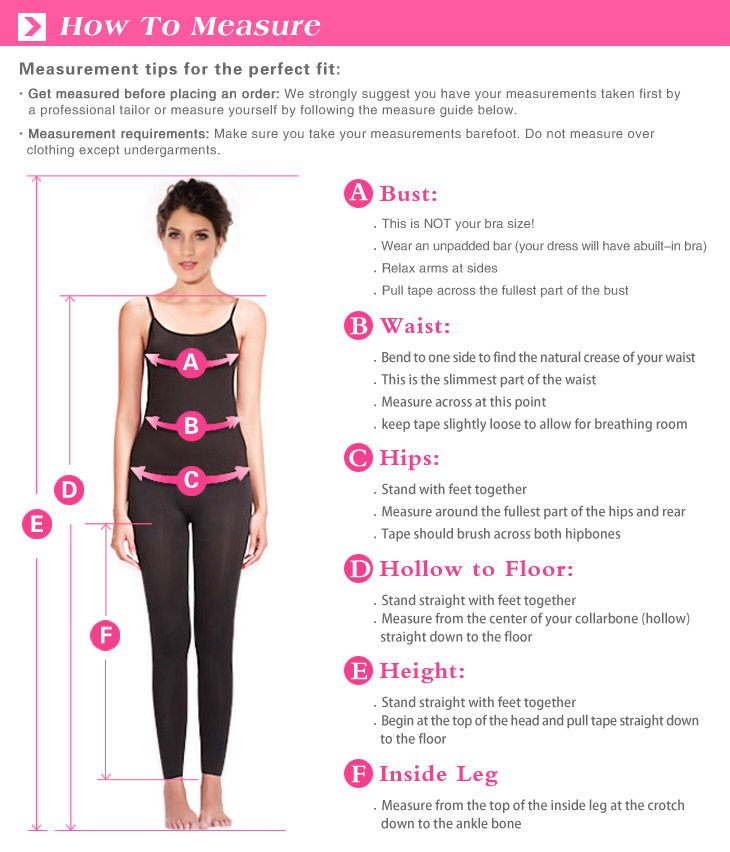 How To Measure
Measurement tips for the perfect fit:
· Get measured before placing an order: We strongly suggest you have your measurements taken first by
a professional tailor or measure yourself by following the measure guide below.
· Measurement requirements: Make sure you take your measurements barefoot. Do not measure over
clothing except undergarments.
A Bust:
. This is NOT your bra size!
. Wear an unpadded bar (your dress will have abuilt-in bra)
. Relax arms at sides
. Pull tape across the fullest part of the bust
B Waist:
. Bend to one side to find the natural crease of your waist
. This is the slimmest part of the waist
. Measure across at this point
. keep tape slightly loose to allow for breathing room
C Hips:
. Stand with feet together
. Measure around the fullest part of the hips and rear
. Tape should brush across both hipbones
D Hollow to Floor:
. Stand straight with feet together
. Measure from the center of your collarbone (hollow)
straight down to the floor
E Height:
. Stand straight with feet together
. Begin at the top of the head and pull tape straight down
to the floor
F Inside Leg
. Measure from the top of the inside leg at the crotch
down to the ankle bone
A
B
C
D
E
F